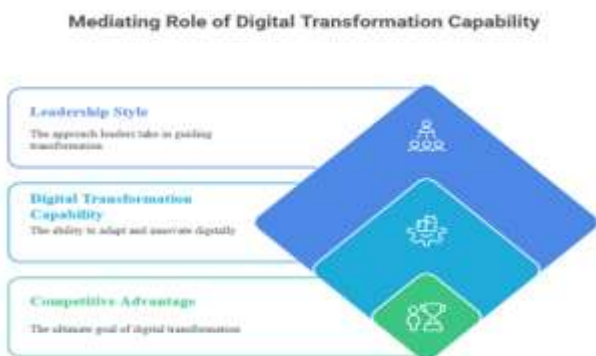 Mediating Role of Digital Transformation Capability
Leadership Style
The approach leaders take in guiding
transformation
Digital Transformation
Capability
The ability to adapt and innovate digitally
Competitive Advantage
The ultimate goal of digital transformation